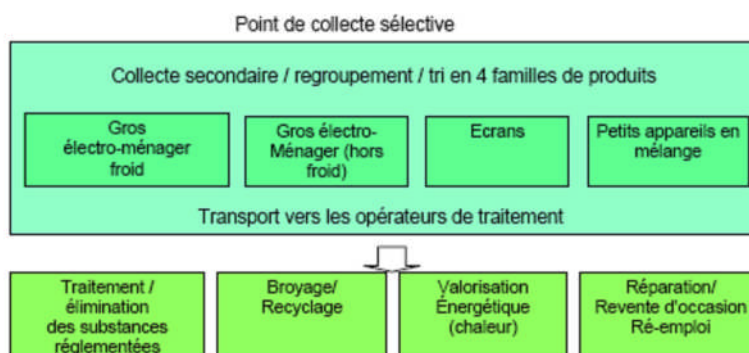 Point de collecte sélective
Collecte secondaire / regroupement / tri en 4 familles de produits
Gros
électro-ménager
froid
Gros électro-
Ménager (hors
froid)
Ecrans
Petits appareils en
mélange
Transport vers les opérateurs de traitement
Traitement /
élimination
des substances
réglementées
Broyage/
Recyclage
Valorisation
Énergétique
(chaleur)
Réparation/
Revente d'occasion
Ré-emploi